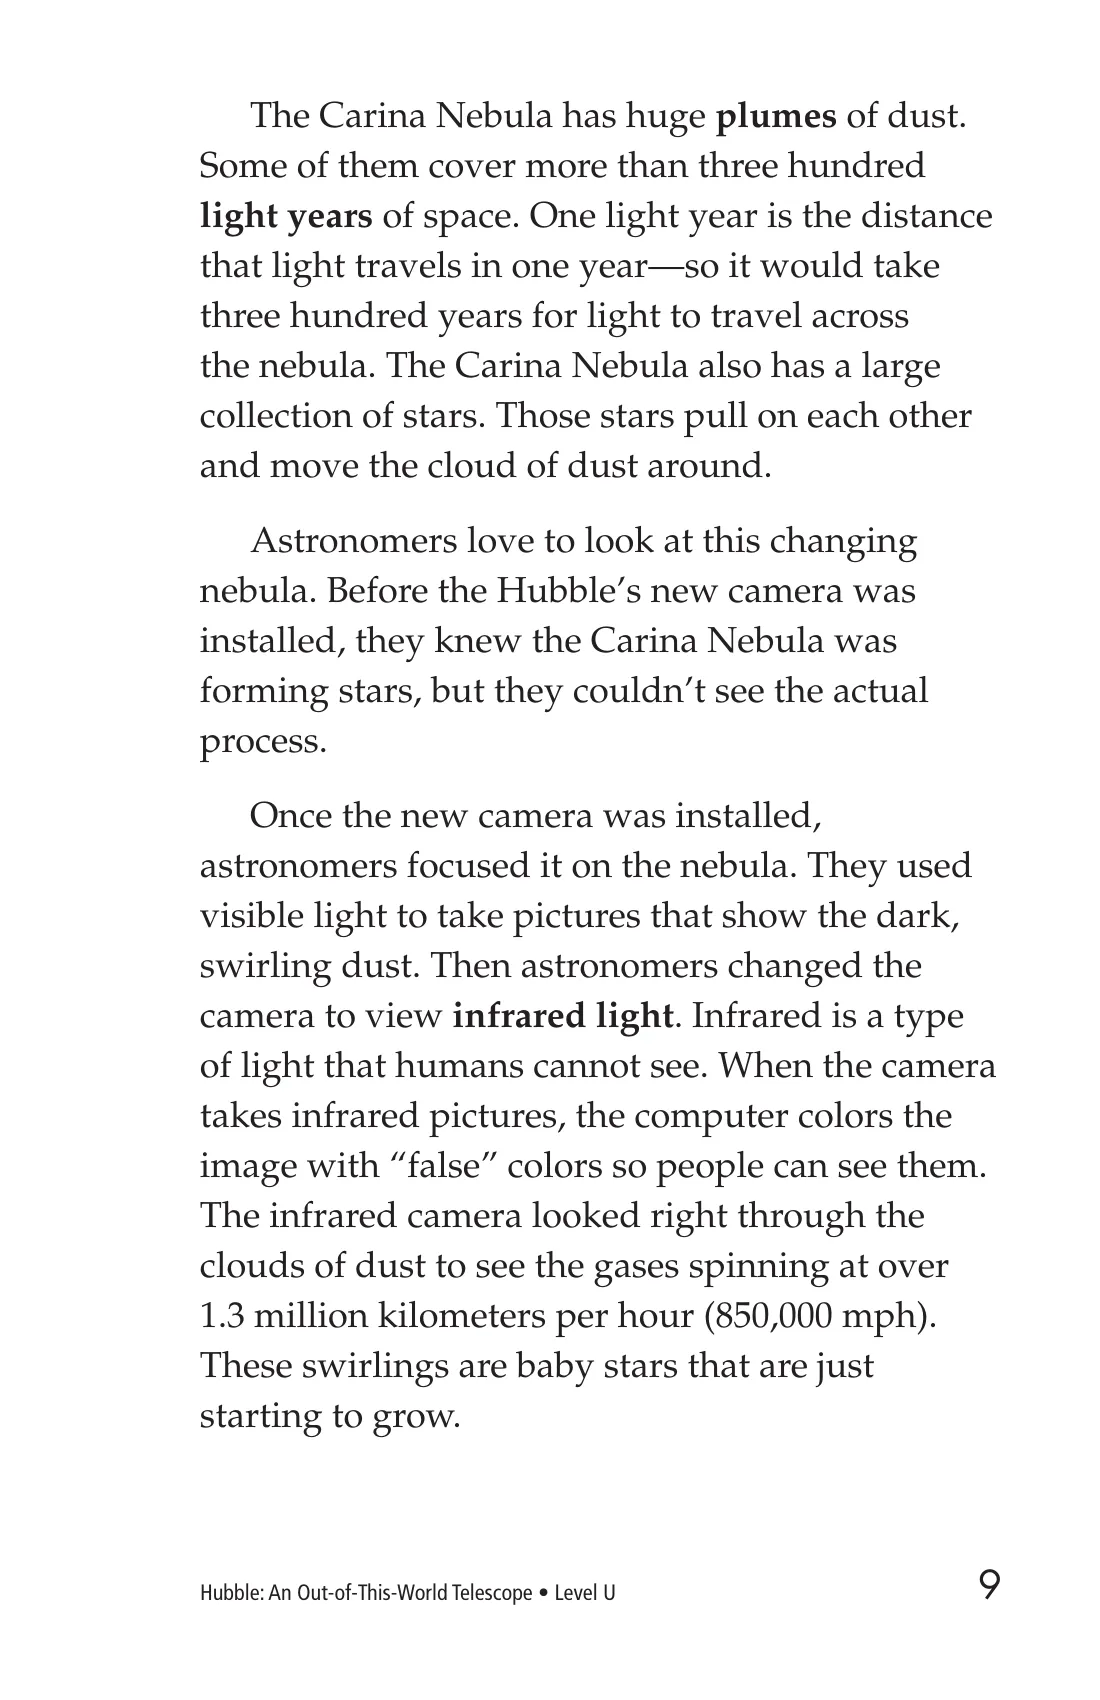 The Carina Nebula has huge plumes of dust.
Some of them cover more than three hundred
light years of space. One light year is the distance
that light travels in one year—so it would take
three hundred years for light to travel across
the nebula. The Carina Nebula also has a large
collection of stars. Those stars pull on each other
and move the cloud of dust around.
Astronomers love to look at this changing
nebula. Before the Hubble’s new camera was
installed, they knew the Carina Nebula was
forming stars, but they couldn’t see the actual
process.
Once the new camera was installed,
astronomers focused it on the nebula. They used
visible light to take pictures that show the dark,
swirling dust. Then astronomers changed the
camera to view infrared light. Infrared is a type
of light that humans cannot see. When the camera
takes infrared pictures, the computer colors the
image with “false” colors so people can see them.
The infrared camera looked right through the
clouds of dust to see the gases spinning at over
1.3 million kilometers per hour (850,000 mph).
These swirlings are baby stars that are just
starting to grow.
Hubble: An Out-of-This-World Telescope • Level U 9